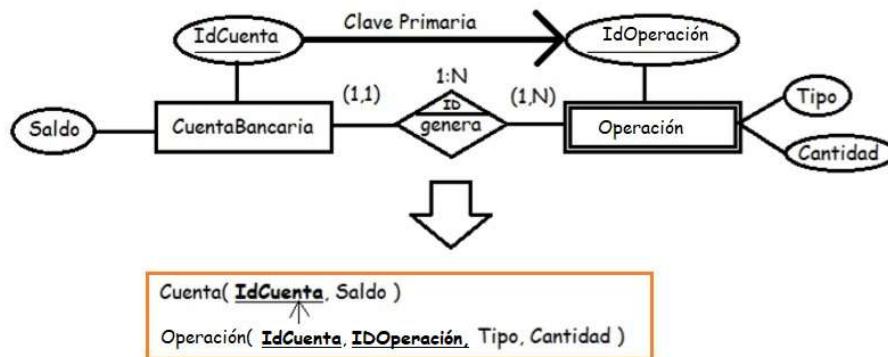 Clave Primaria
IdCuenta
IdOperación
1:N
(1,1)
(1,N)
Tipo
ID
Saldo
CuentaBancaria
genera
Operación
Cantidad
Cuenta( IdCuenta, Saldo )
Operación( IdCuenta, IDOperación, Tipo, Cantidad )